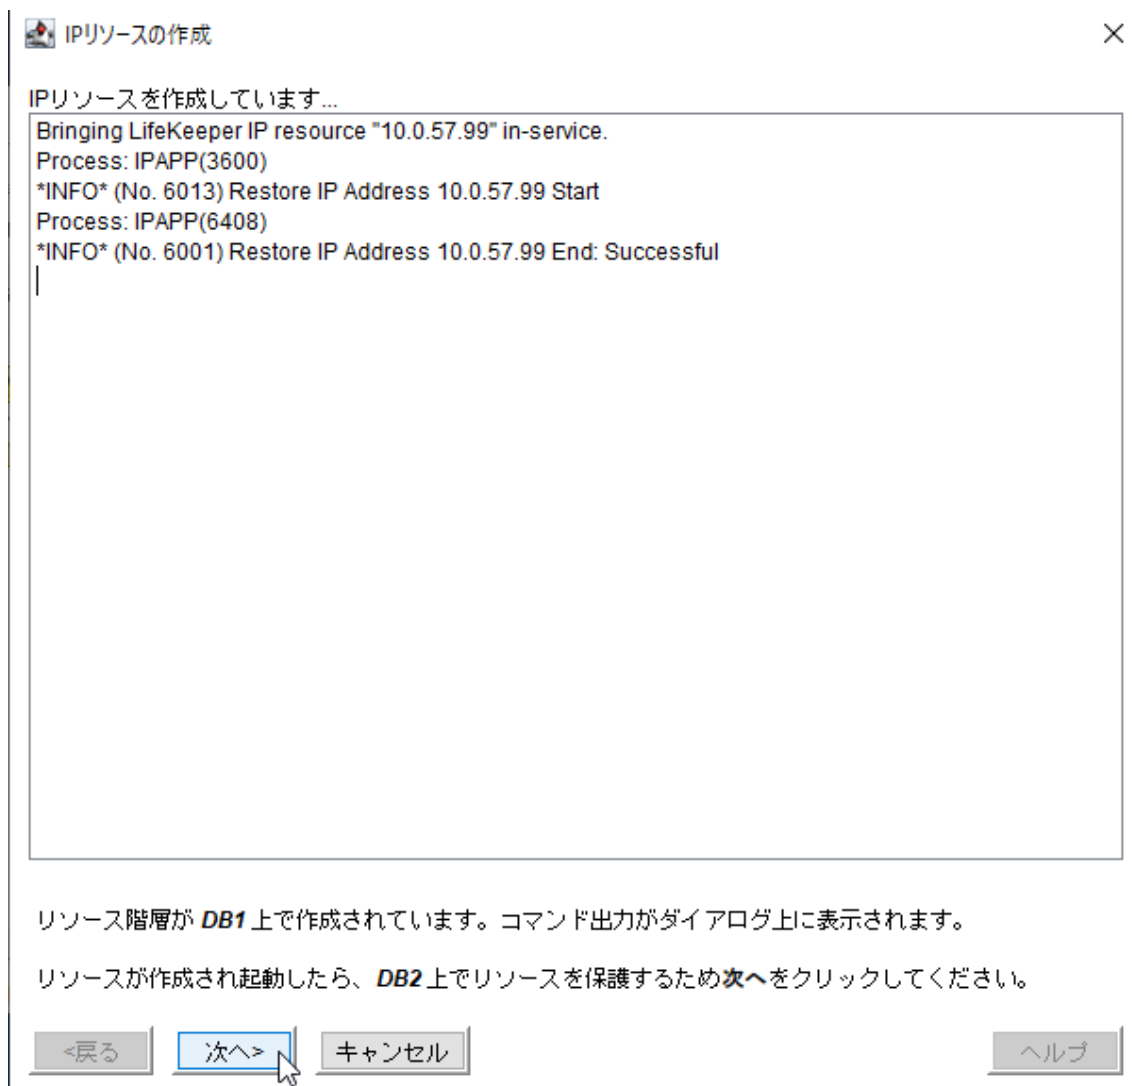 IPリソースの作成
IPリソースを作成しています...
Bringing LifeKeeper IP resource "10.0.57.99" in-service.
Process: IPAPP(3600)
*INFO* (No. 6013) Restore IP Address 10.0.57.99 Start
Process: IPAPP(6408)
*INFO* (No. 6001) Restore IP Address 10.0.57.99 End: Successful
リソース階層が DB1 上で作成されています。コマンド出力がダイアログ上に表示されます。
リソースが作成され起動したら、DB2 上でリソースを保護するため次へをクリックしてください。
<戻る 次へ> キャンセル ヘルプ